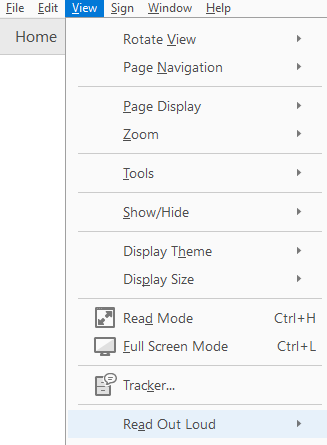 File Edit View Sign Window Help
Home
Rotate View
Page Navigation
Page Display
Zoom
Tools
Show/Hide
Display Theme
Display Size
Read Mode Ctrl+H
Full Screen Mode Ctrl+L
Tracker...
Read Out Loud